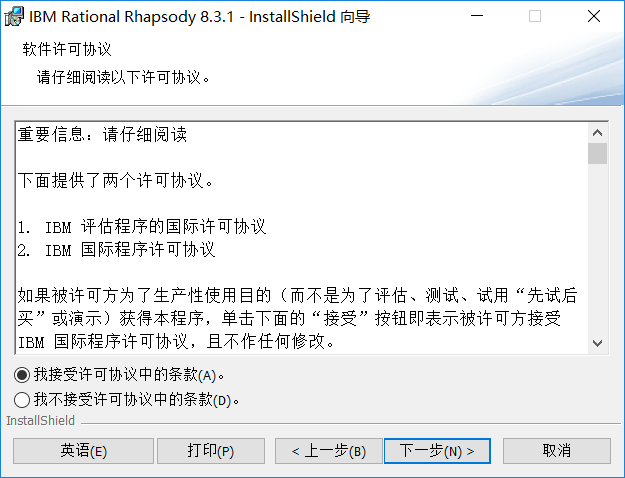 IBM Rational Rhapsody 8.3.1 - InstallShield 向导
软件许可协议
请仔细阅读以下许可协议。
重要信息：请仔细阅读
下面提供了两个许可协议。
1. IBM 评估程序的国际许可协议
2. IBM 国际程序许可协议
如果被许可方为了生产性使用目的（而不是为了评估、测试、试用“先试后
买”或演示）获得本程序，单击下面的“接受”按钮即表示被许可方接受
IBM 国际程序许可协议，且不作任何修改。
我接受许可协议中的条款(A)。
我不接受许可协议中的条款(D)。
InstallShield
英语(E) 打印(P) < 上一步(B) 下一步(N) > 取消